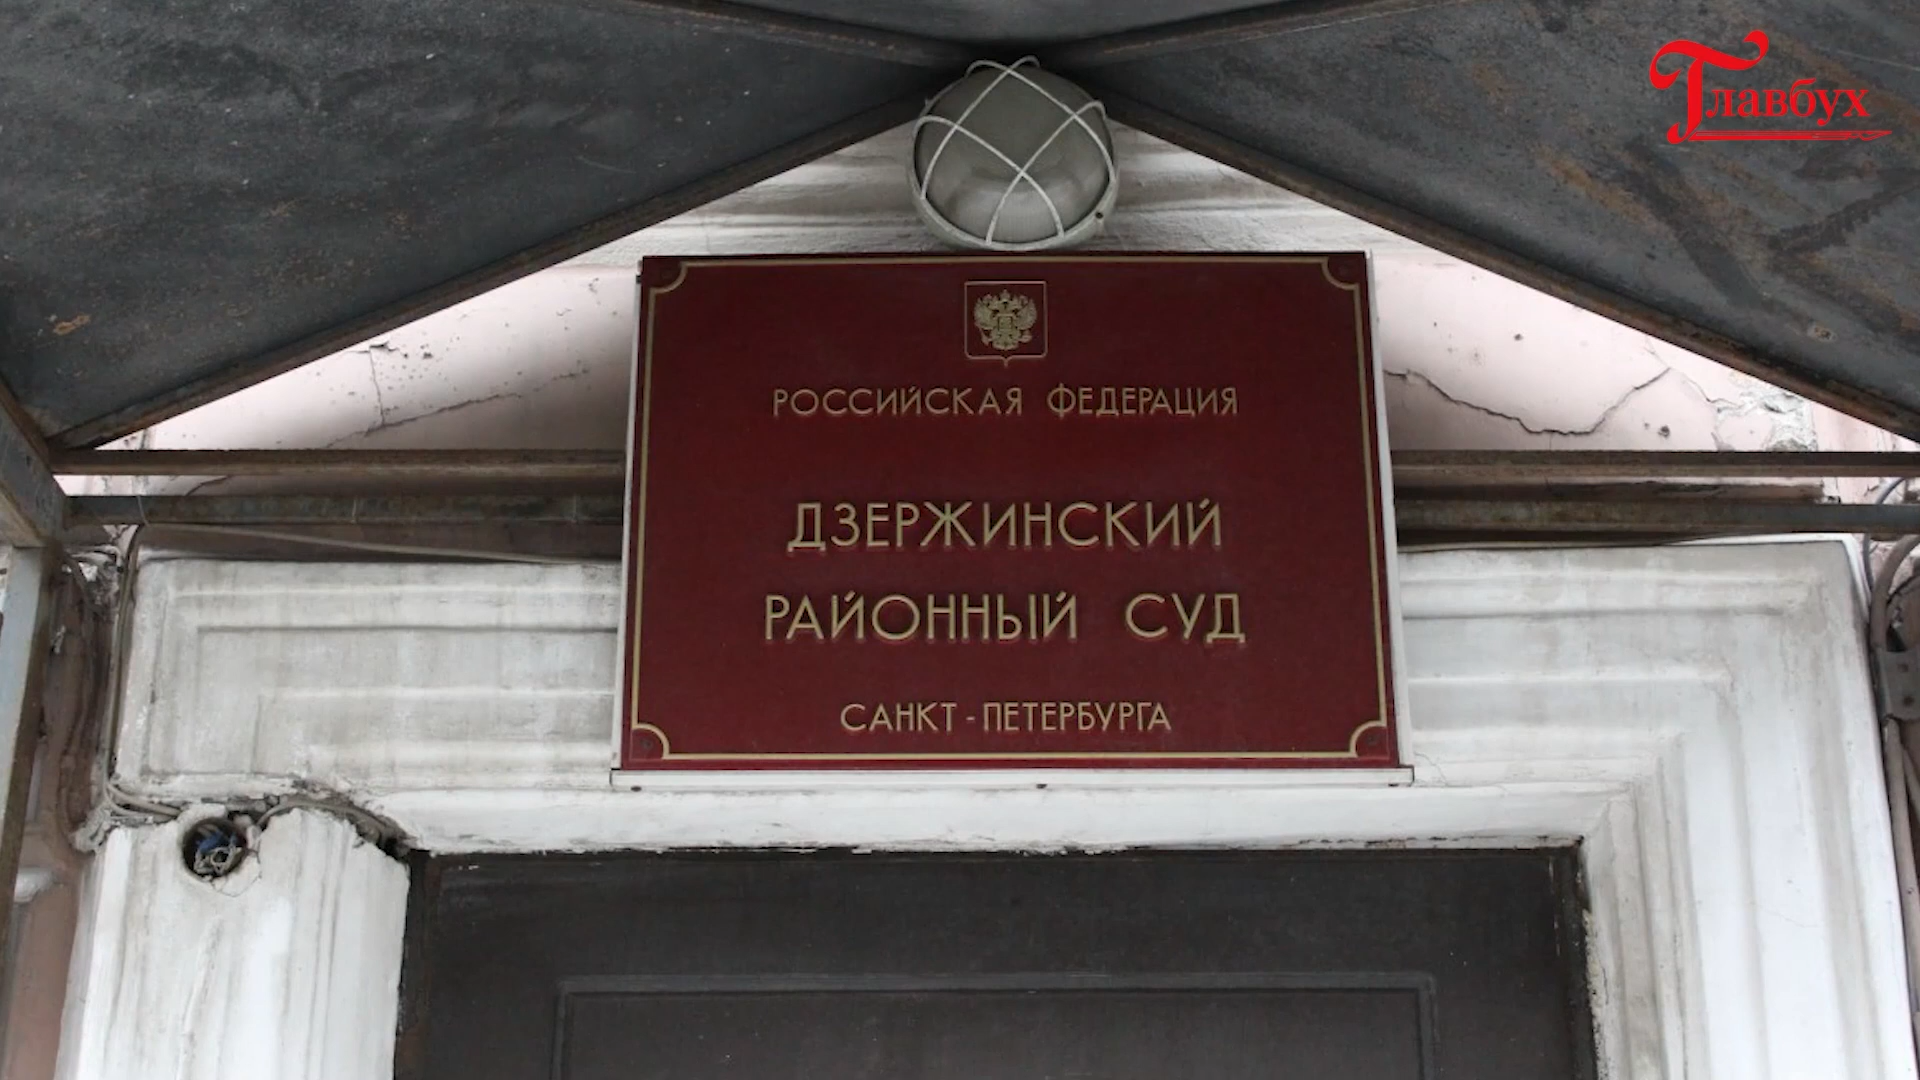 Главбух
РОССИЙСКАЯ ФЕДЕРАЦИЯ
ДЗЕРЖИНСКИЙ
РАЙОННЫЙ СУД
САНКТ-ПЕТЕРБУРГА